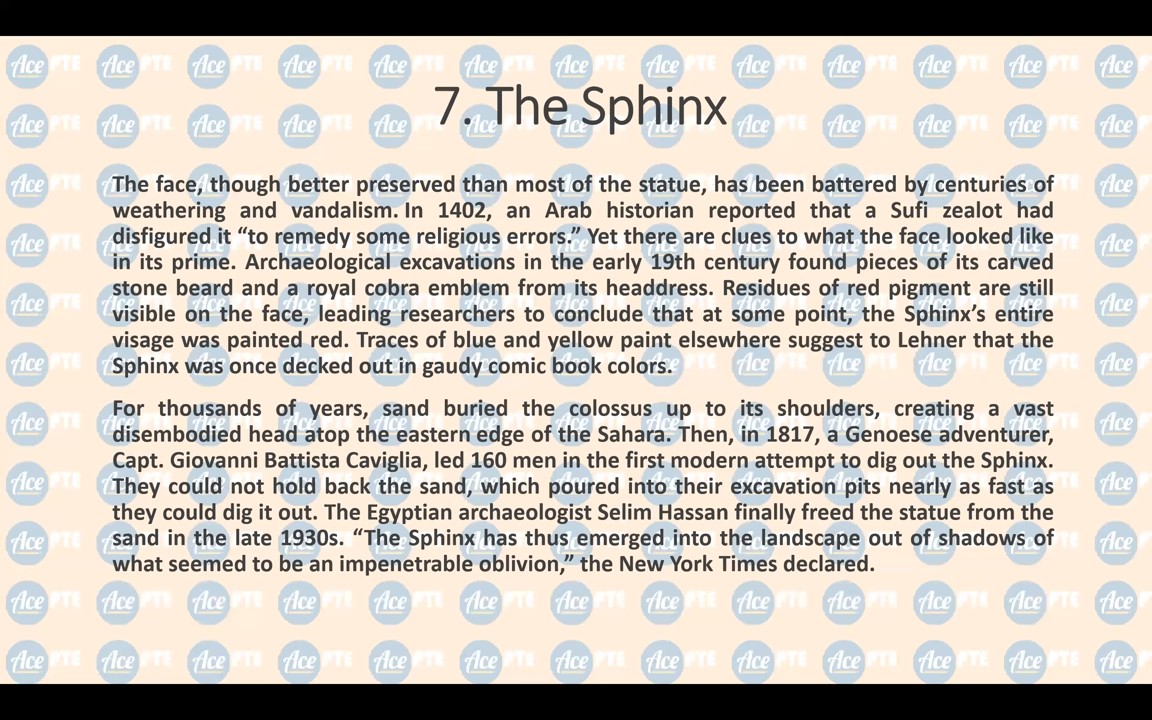 7. The Sphinx
The face, though better preserved than most of the statue, has been battered by centuries of
weathering and vandalism. In 1402, an Arab historian reported that a Sufi zealot had
disfigured it “to remedy some religious errors.” Yet there are clues to what the face looked like
in its prime. Archaeological excavations in the early 19th century found pieces of its carved
stone beard and a royal cobra emblem from its headdress. Residues of red pigment are still
visible on the face, leading researchers to conclude that at some point, the Sphinx’s entire
visage was painted red. Traces of blue and yellow paint elsewhere suggest to Lehner that the
Sphinx was once decked out in gaudy comic book colors.
For thousands of years, sand buried the colossus up to its shoulders, creating a vast
disembodied head atop the eastern edge of the Sahara. Then, in 1817, a Genoese adventurer,
Capt. Giovanni Battista Caviglia, led 160 men in the first modern attempt to dig out the Sphinx.
They could not hold back the sand, which poured into their excavation pits nearly as fast as
they could dig it out. The Egyptian archaeologist Selim Hassan finally freed the statue from the
sand in the late 1930s. “The Sphinx has thus emerged into the landscape out of shadows of
what seemed to be an impenetrable oblivion,” the New York Times declared.
Ace PTE